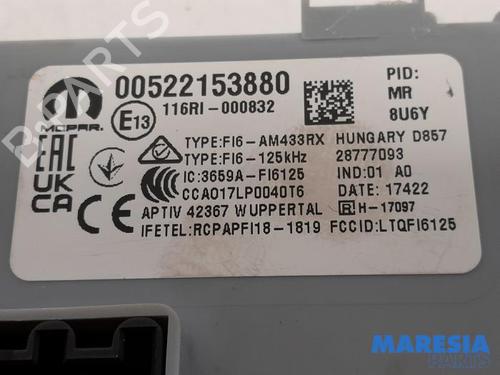 00522153880
116RI-000832
PID:
MR
8U6Y
MOPAR
E13
TYPE:FI6-AM433RX HUNGARY D857
TYPE:FI6-125kHz 28777093
IC:3659A-FI6125 IND:01 A0
CCAO17LP0040T6 DATE: 17422
APTIV 42367 WUPPERTAL R H-17097
IFETEL:RCPAPFI18-1819 FCCID:LTQFI6125
EAC
UK
CA
B-PARTS
MARESIA
PARTS